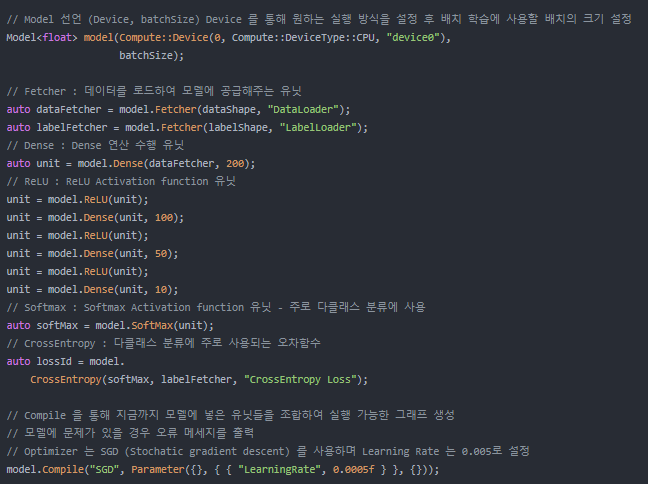 // Model 선언 (Device, batchSize) Device 를 통해 원하는 실행 방식을 설정 후 배치 학습에 사용할 배치의 크기 설정
Model<float> model(Compute::Device(0, Compute::DeviceType::CPU, "device0"),
batchSize);
// Fetcher : 데이터를 로드하여 모델에 공급해주는 유닛
auto dataFetcher = model.Fetcher(dataShape, "DataLoader");
auto labelFetcher = model.Fetcher(labelShape, "LabelLoader");
// Dense : Dense 연산 수행 유닛
auto unit = model.Dense(dataFetcher, 200);
// ReLU : ReLU Activation function 유닛
unit = model.ReLU(unit);
unit = model.Dense(unit, 100);
unit = model.ReLU(unit);
unit = model.Dense(unit, 50);
unit = model.ReLU(unit);
unit = model.Dense(unit, 10);
// Softmax : Softmax Activation function 유닛 - 주로 다클래스 분류에 사용
auto softMax = model.SoftMax(unit);
// CrossEntropy : 다클래스 분류에 주로 사용되는 오차함수
auto lossId = model.
CrossEntropy(softMax, labelFetcher, "CrossEntropy Loss");
// Compile 을 통해 지금까지 모델에 넣은 유닛들을 조합하여 실행 가능한 그래프 생성
// 모델에 문제가 있을 경우 오류 메세지를 출력
// Optimizer 는 SGD (Stochatic gradient descent) 를 사용하며 Learning Rate 는 0.005로 설정
model.Compile("SGD", Parameter({}, { { "LearningRate", 0.0005f } }, {}));